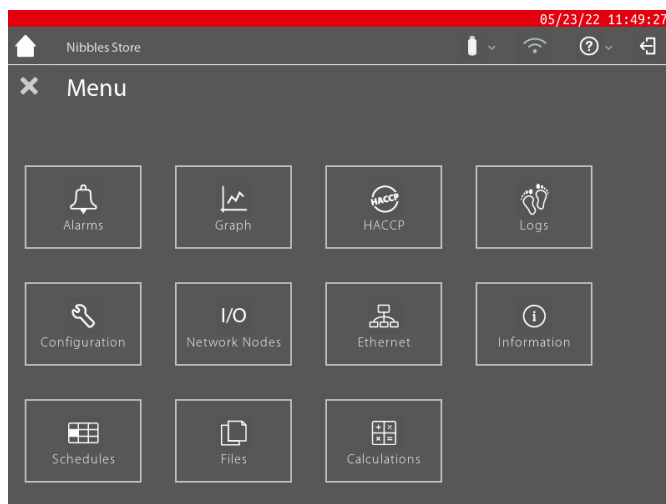 05/23/22 11:49:27
Nibbles Store
Menu
Alarms
Graph
HACCP
HACCP
Logs
Configuration
I/O
Network Nodes
Ethernet
Information
Schedules
Files
Calculations